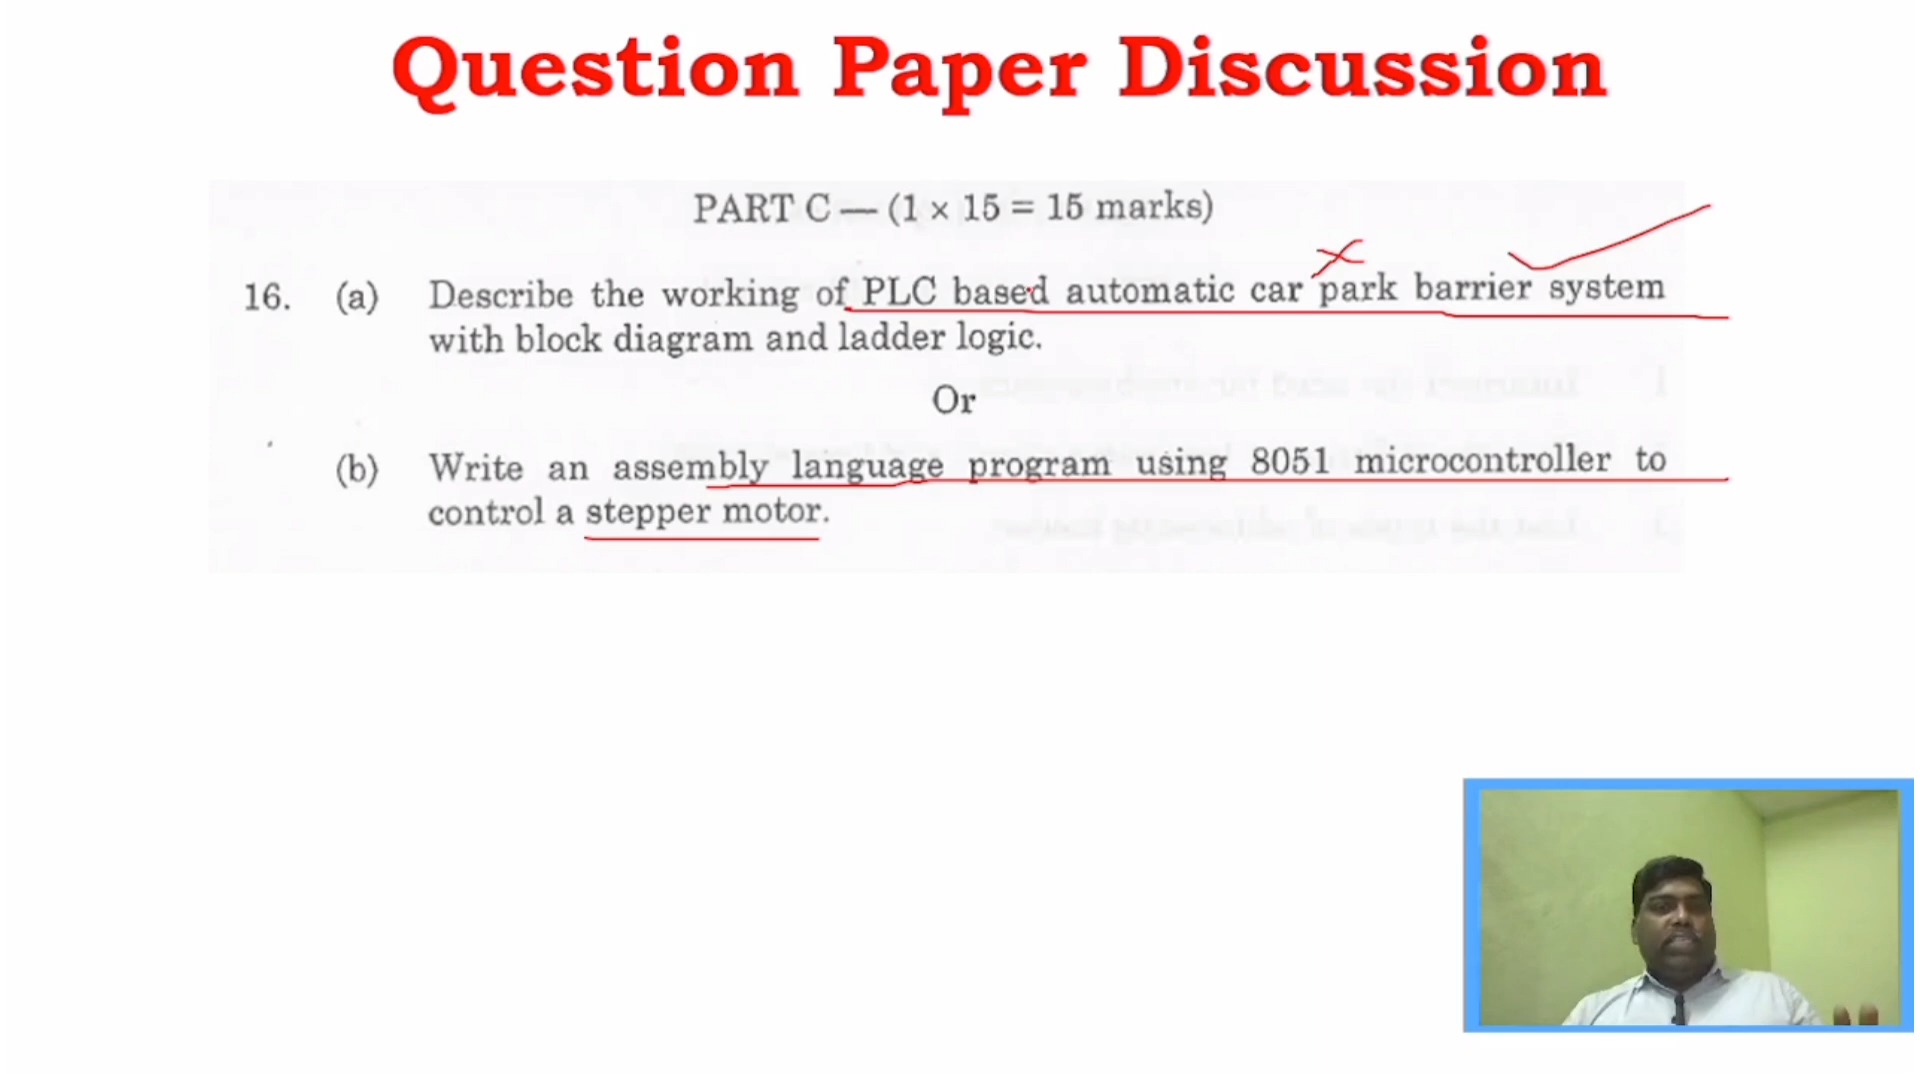 Question Paper Discussion
PART C — (1 × 15 = 15 marks)
16. (a) Describe the working of PLC based automatic car park barrier system
with block diagram and ladder logic.
Or
(b) Write an assembly language program using 8051 microcontroller to
control a stepper motor.